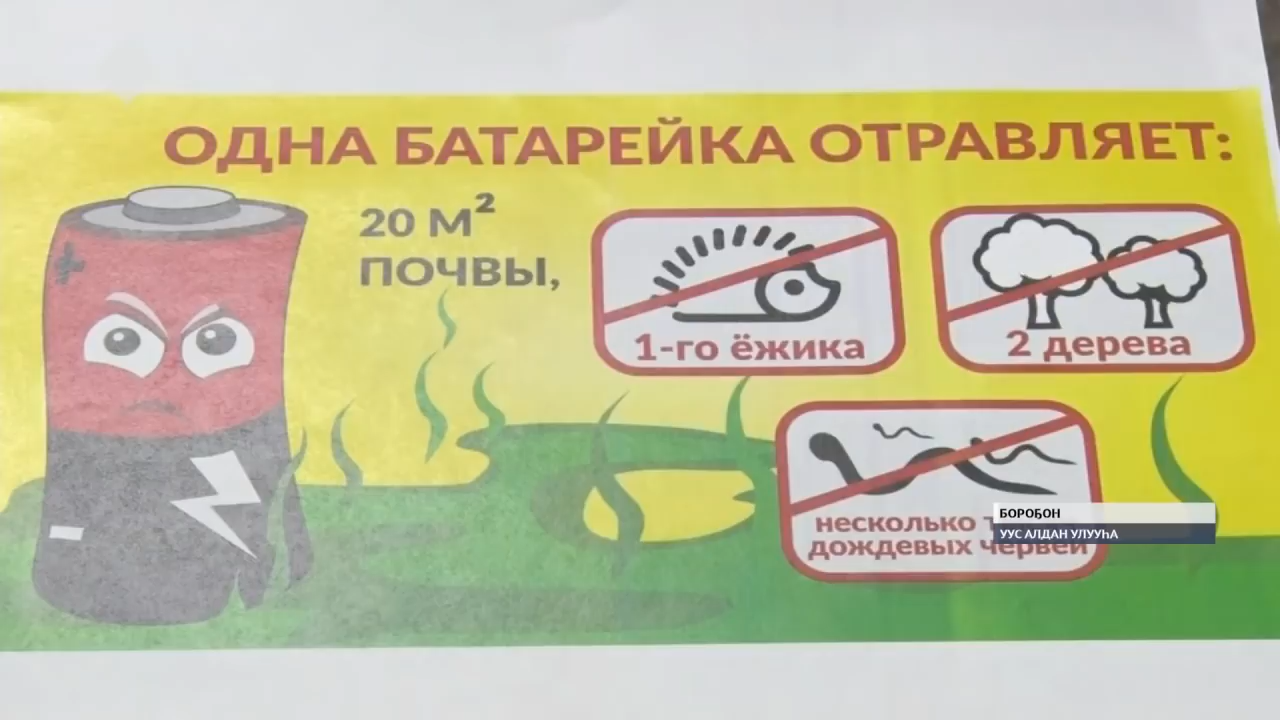 ОДНА БАТАРЕЙКА ОТРАВЛЯЕТ:
20 М²
ПОЧВЫ,
1-го ёжика
2 дерева
несколько
дождевых червей
БОРОҔОН
УУС АЛДАН УЛУУҺА